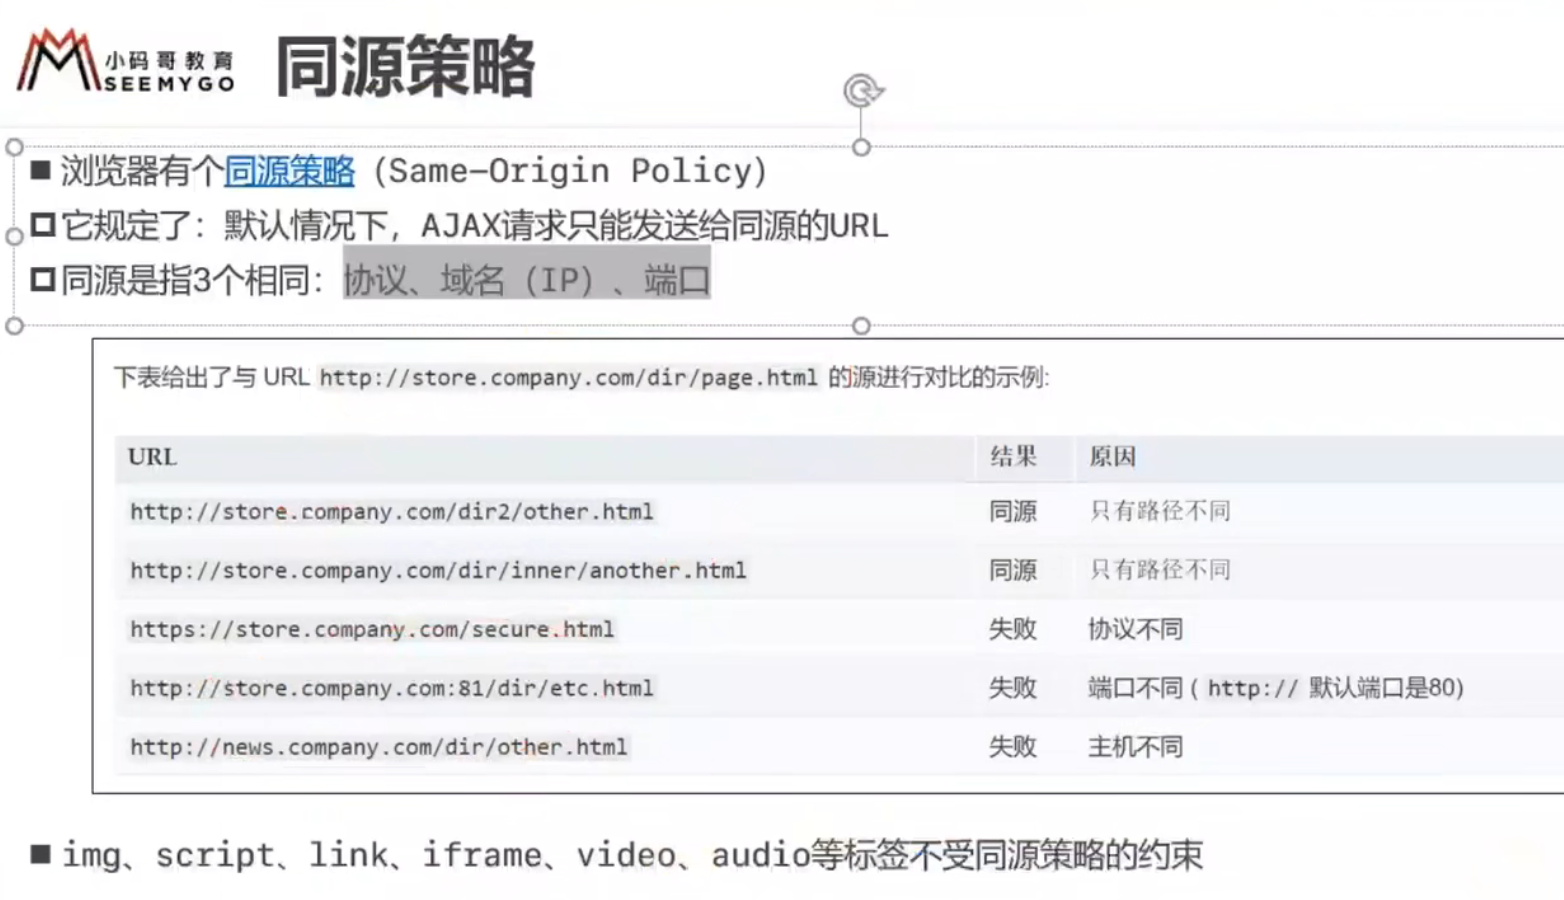 小码哥教育
SEEMYGO
同源策略
浏览器有个同源策略（Same-Origin Policy）
它规定了：默认情况下，AJAX请求只能发送给同源的URL
同源是指3个相同：协议、域名（IP）、端口
下表给出了与 URL http://store.company.com/dir/page.html 的源进行对比的示例:
URL 结果 原因
http://store.company.com/dir2/other.html 同源 只有路径不同
http://store.company.com/dir/inner/another.html 同源 只有路径不同
https://store.company.com/secure.html 失败 协议不同
http://store.company.com:81/dir/etc.html 失败 端口不同 ( http:// 默认端口是80)
http://news.company.com/dir/other.html 失败 主机不同
img、script、link、iframe、video、audio等标签不受同源策略的约束